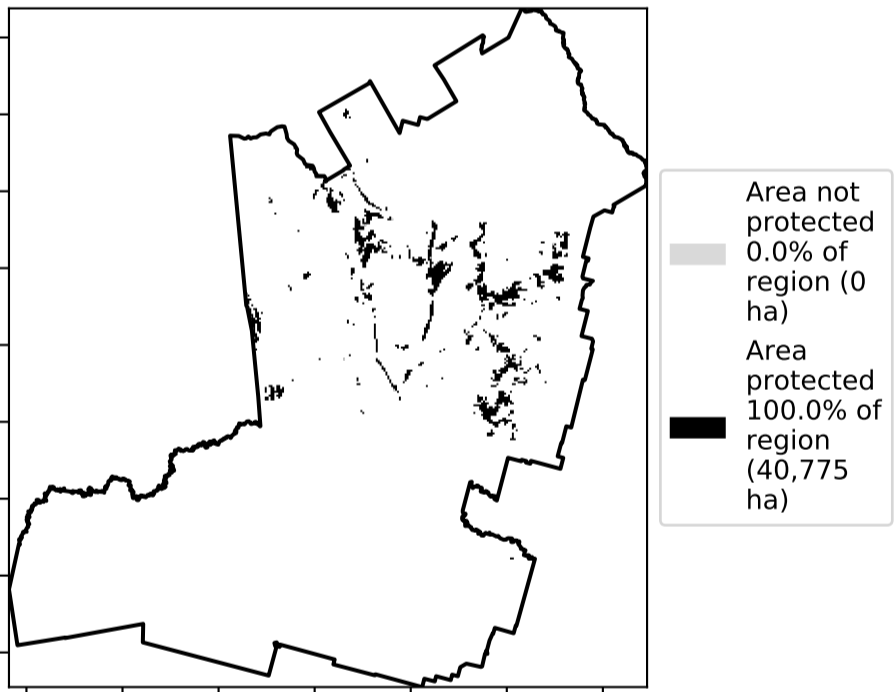 Area not
protected
0.0% of
region (0
ha)
Area
protected
100.0% of
region
(40,775
ha)